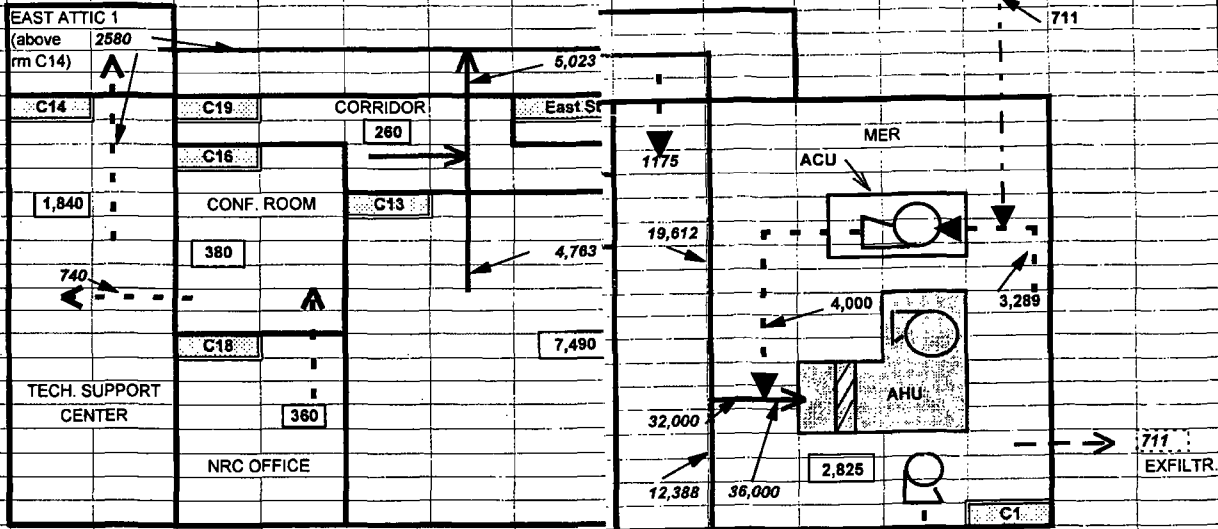 EAST ATTIC 1
(above 2580
rm C14)
711
5,023
C14
C19
CORRIDOR
East St
260
MER
C16
1175
ACU
1,840
CONF. ROOM
C13
19,612
380
4,763
740
4,000
3,289
C18
7,490
TECH. SUPPORT
CENTER
360
AHU
32,000
711
EXFILTR.
NRC OFFICE
2,825
12,388
36,000
C1